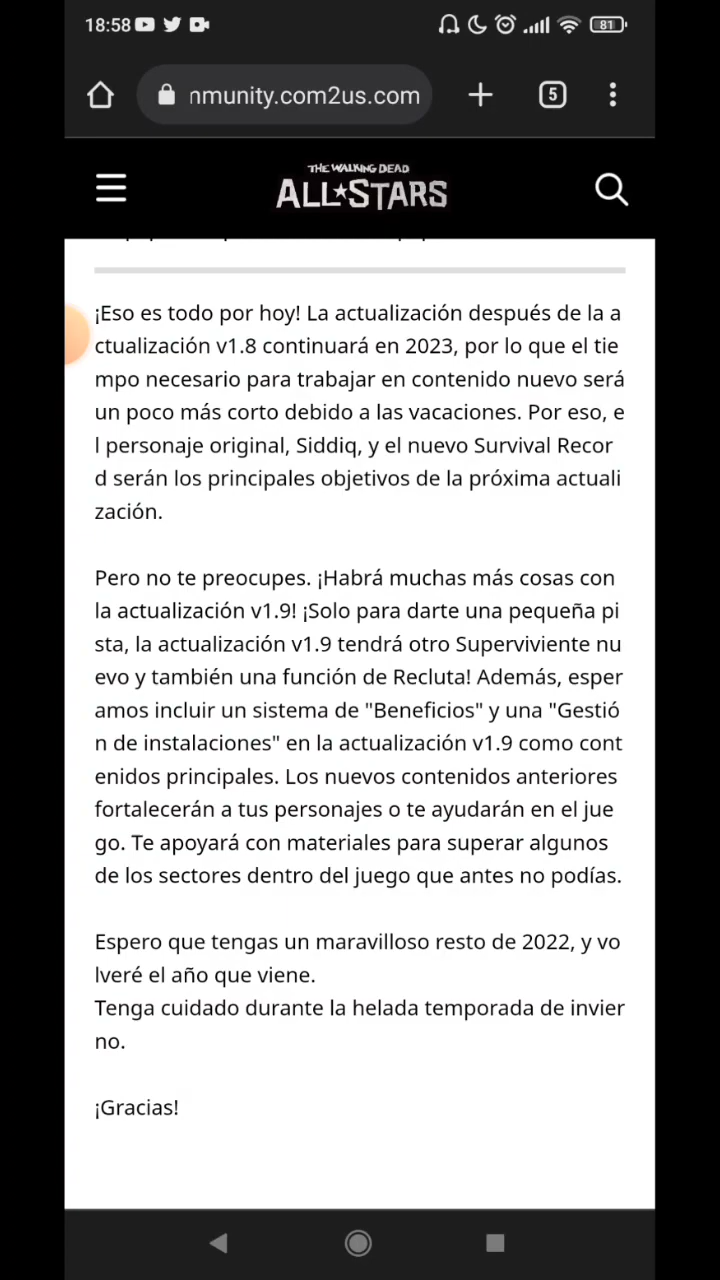 18:58
81
nmunity.com2us.com
5
THE WALKING DEAD
ALL★STARS
¡Eso es todo por hoy! La actualización después de la a
ctualización v1.8 continuará en 2023, por lo que el tie
mpo necesario para trabajar en contenido nuevo será
un poco más corto debido a las vacaciones. Por eso, e
l personaje original, Siddiq, y el nuevo Survival Recor
d serán los principales objetivos de la próxima actuali
zación.
Pero no te preocupes. ¡Habrá muchas más cosas con
la actualización v1.9! ¡Solo para darte una pequeña pi
sta, la actualización v1.9 tendrá otro Superviviente nu
evo y también una función de Recluta! Además, esper
amos incluir un sistema de "Beneficios" y una "Gestió
n de instalaciones" en la actualización v1.9 como cont
enidos principales. Los nuevos contenidos anteriores
fortalecerán a tus personajes o te ayudarán en el jue
go. Te apoyará con materiales para superar algunos
de los sectores dentro del juego que antes no podías.
Espero que tengas un maravilloso resto de 2022, y vo
lveré el año que viene.
Tenga cuidado durante la helada temporada de invier
no.
¡Gracias!